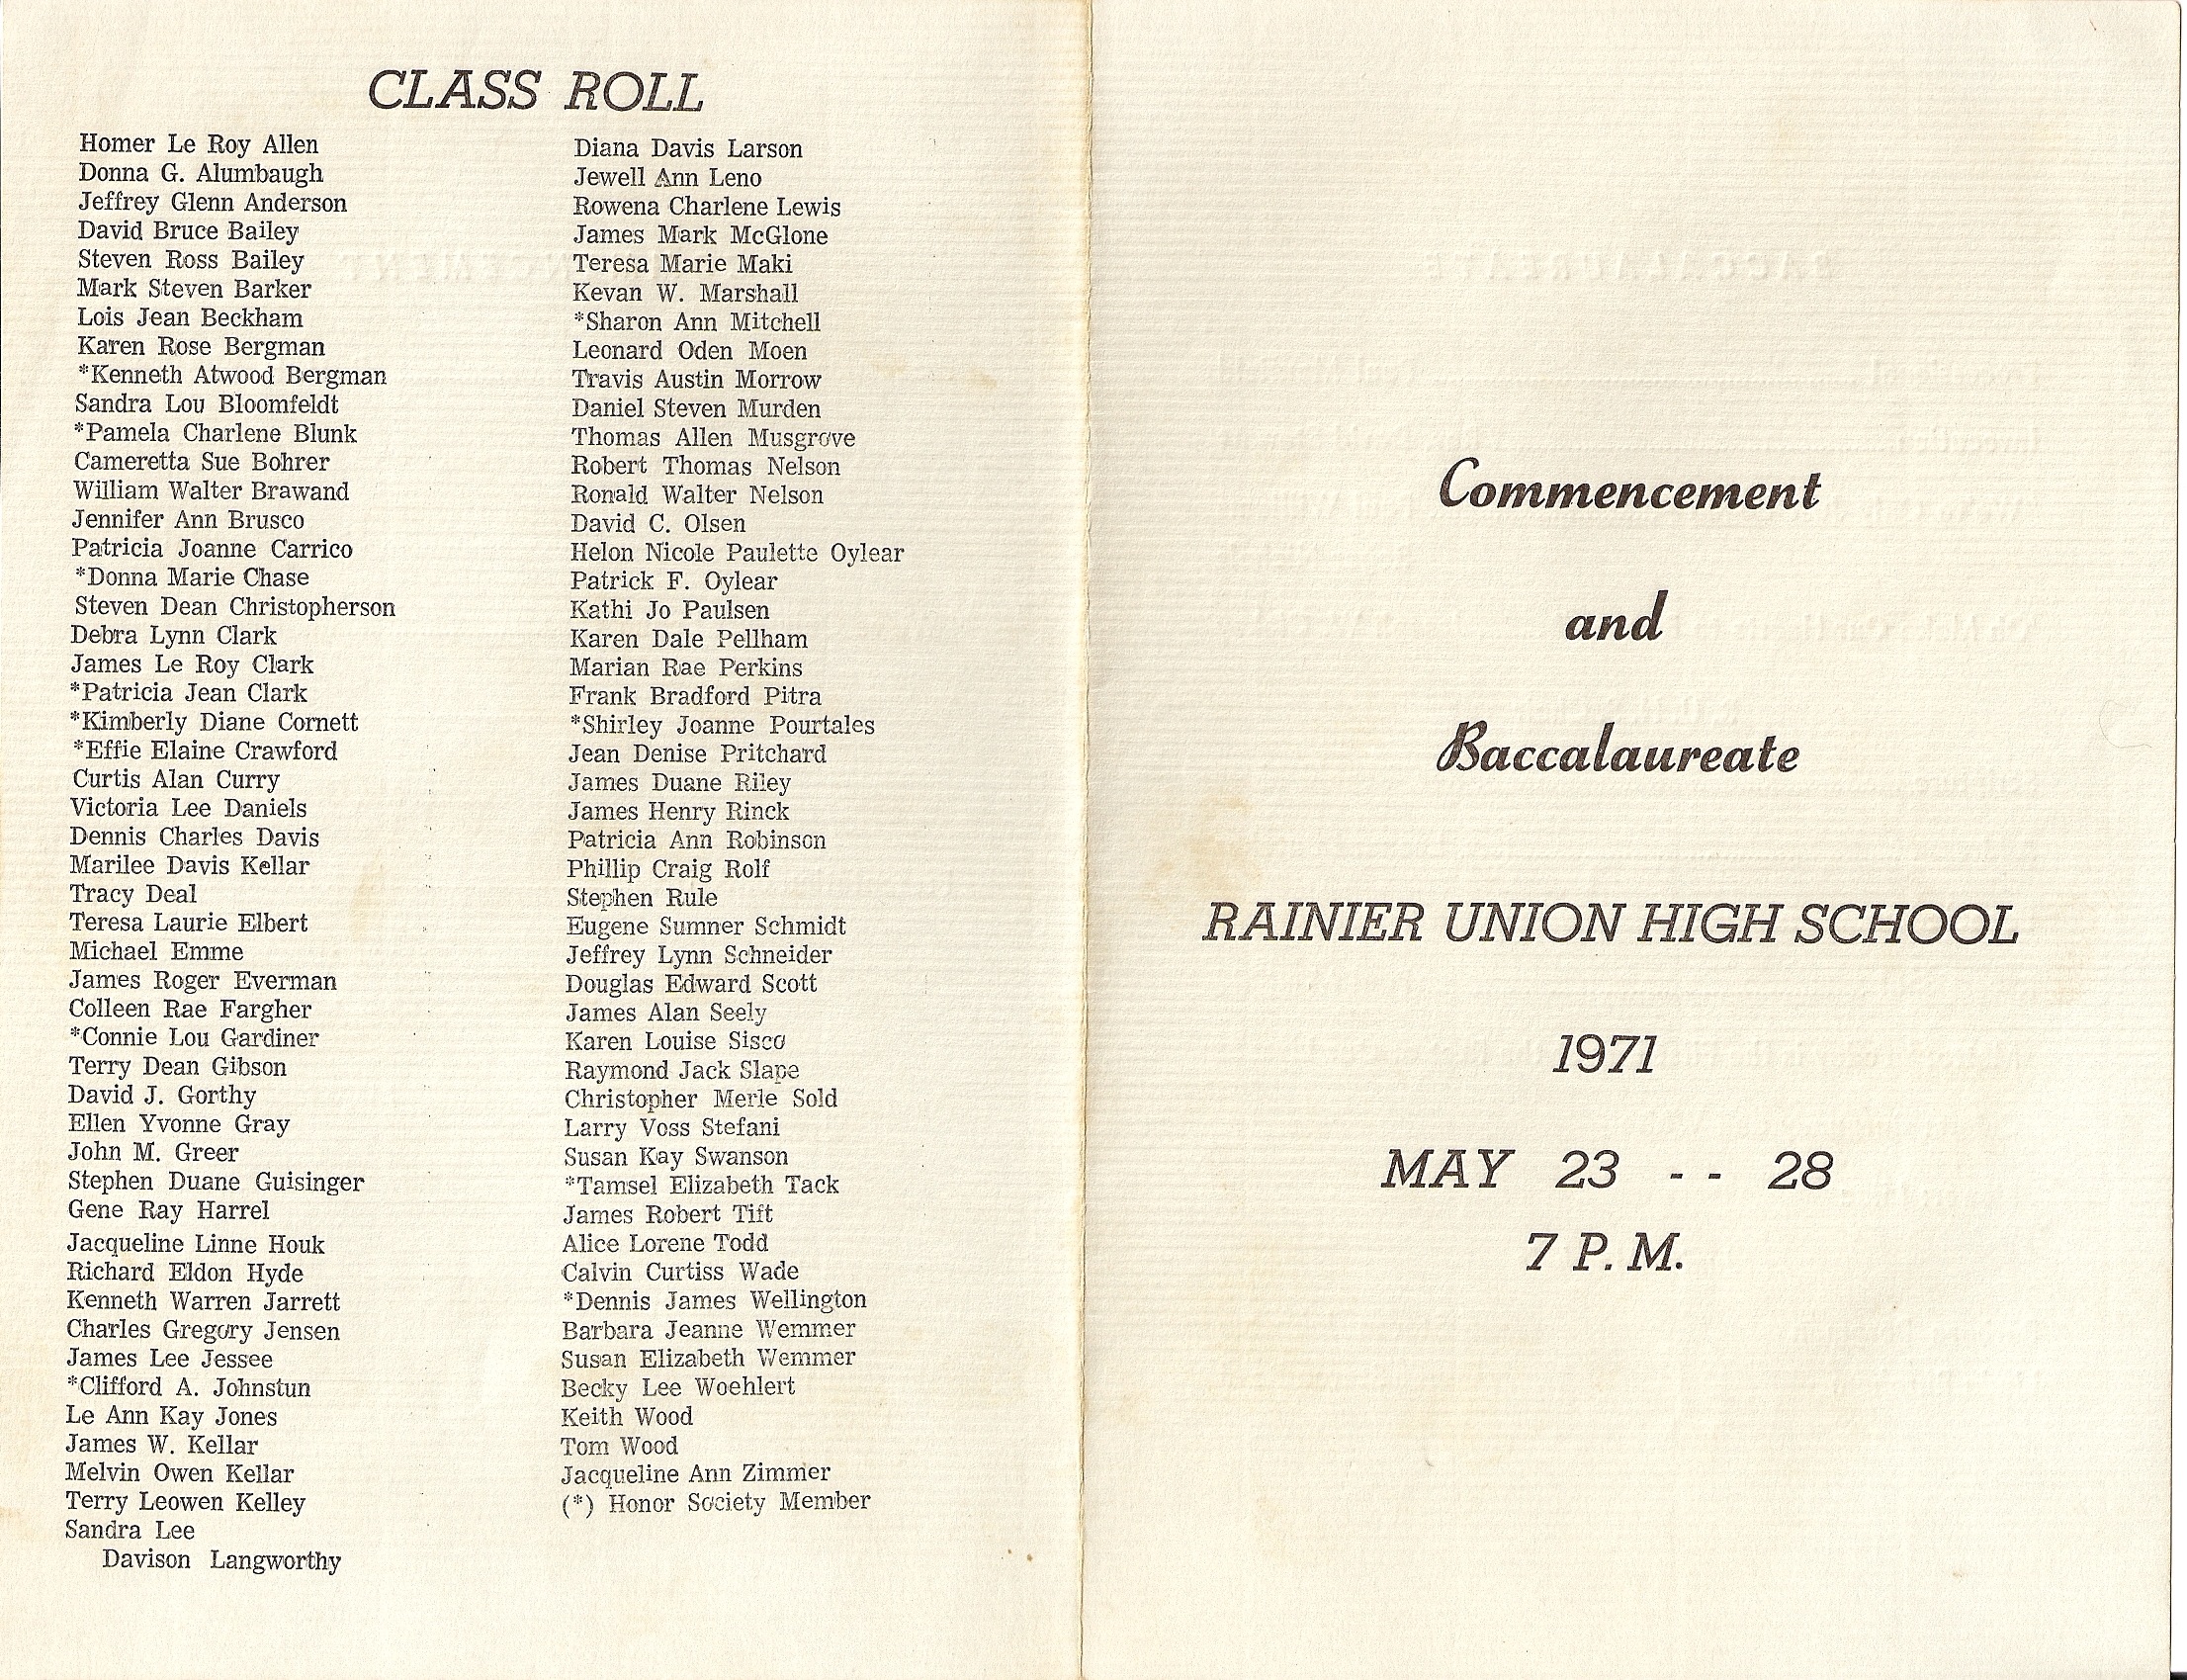 CLASS ROLL
Homer Le Roy Allen
Donna G. Alumbaugh
Jeffrey Glenn Anderson
David Bruce Bailey
Steven Ross Bailey
Mark Steven Barker
Lois Jean Beckham
Karen Rose Bergman
*Kenneth Atwood Bergman
Sandra Lou Bloomfeldt
*Pamela Charlene Blunk
Cameretta Sue Bohrer
William Walter Brawand
Jennifer Ann Brusco
Patricia Joanne Carrico
*Donna Marie Chase
Steven Dean Christopherson
Debra Lynn Clark
James Le Roy Clark
*Patricia Jean Clark
*Kimberly Diane Cornett
*Effie Elaine Crawford
Curtis Alan Curry
Victoria Lee Daniels
Dennis Charles Davis
Marilee Davis Kellar
Tracy Deal
Teresa Laurie Elbert
Michael Emme
James Roger Everman
Colleen Rae Fargher
*Connie Lou Gardiner
Terry Dean Gibson
David J. Gorthy
Ellen Yvonne Gray
John M. Greer
Stephen Duane Guisinger
Gene Ray Harrel
Jacqueline Linne Houk
Richard Eldon Hyde
Kenneth Warren Jarrett
Charles Gregory Jensen
James Lee Jessee
*Clifford A. Johnstun
Le Ann Kay Jones
James W. Kellar
Melvin Owen Kellar
Terry Leowen Kelley
Sandra Lee
Davison Langworthy
Diana Davis Larson
Jewell Ann Leno
Rowena Charlene Lewis
James Mark McGlone
Teresa Marie Maki
Kevan W. Marshall
*Sharon Ann Mitchell
Leonard Oden Moen
Travis Austin Morrow
Daniel Steven Murden
Thomas Allen Musgrove
Robert Thomas Nelson
Ronald Walter Nelson
David C. Olsen
Helon Nicole Paulette Oylear
Patrick F. Oylear
Kathi Jo Paulsen
Karen Dale Pellham
Marian Rae Perkins
Frank Bradford Pitra
*Shirley Joanne Pourtales
Jean Denise Pritchard
James Duane Riley
James Henry Rinck
Patricia Ann Robinson
Phillip Craig Rolf
Stephen Rule
Eugene Sumner Schmidt
Jeffrey Lynn Schneider
Douglas Edward Scott
James Alan Seely
Karen Louise Sisco
Raymond Jack Slape
Christopher Merle Sold
Larry Voss Stefani
Susan Kay Swanson
*Tamsel Elizabeth Tack
James Robert Tift
Alice Lorene Todd
Calvin Curtiss Wade
*Dennis James Wellington
Barbara Jeanne Wemmer
Susan Elizabeth Wemmer
Becky Lee Woehlert
Keith Wood
Tom Wood
Jacqueline Ann Zimmer
(*) Honor Society Member
Commencement
and
Baccalaureate
RAINIER UNION HIGH SCHOOL
1971
MAY 23 - - 28
7 P. M.